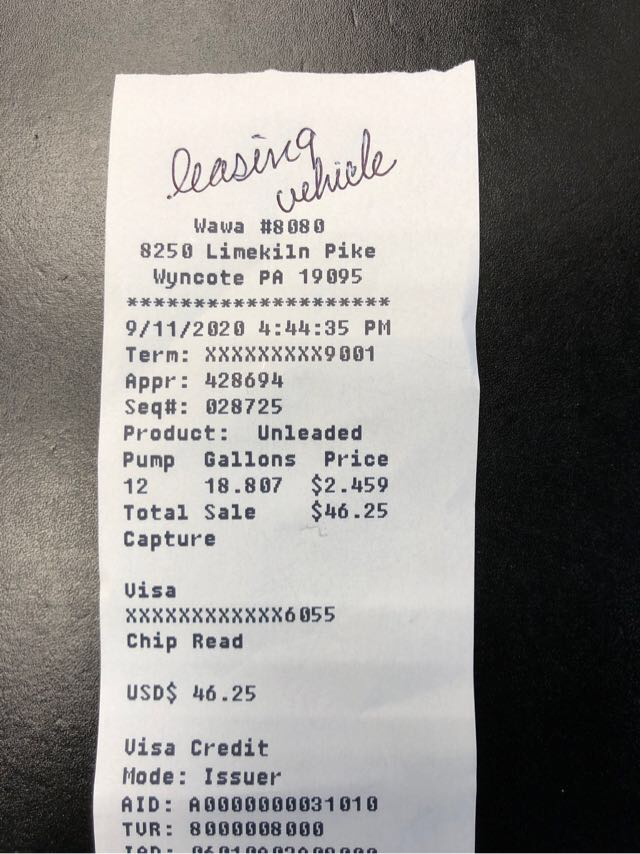 leasing
vehicle
Wawa #8080
8250 Limekiln Pike
Wyncote PA 19095
********************
9/11/2020 4:44:35 PM
Term: XXXXXXXXX9001
Appr: 428694
Seq#: 028725
Product: Unleaded
Pump Gallons Price
12 18.807 $2.459
Total Sale $46.25
Capture
Visa
XXXXXXXXXXXX6055
Chip Read
USD$ 46.25
Visa Credit
Mode: Issuer
AID: A0000000031010
TVR: 8000008000